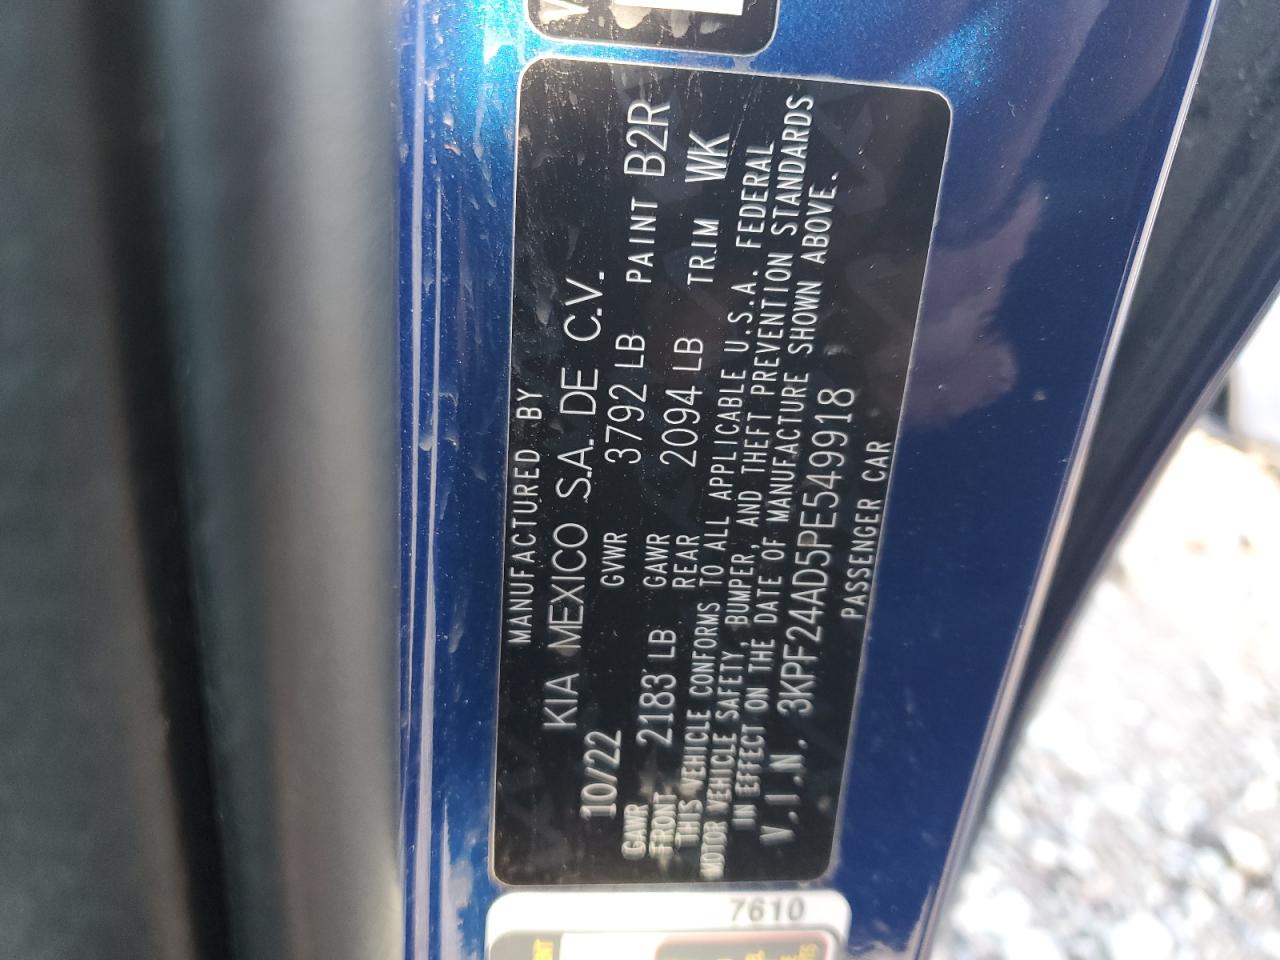 MANUFACTURED BY
KIA MEXICO S.A. DE C.V.
10/22 GVWR 3792 LB PAINT B2R
GAWR FRONT 2183 LB GAWR REAR 2094 LB TRIM WK
THIS VEHICLE CONFORMS TO ALL APPLICABLE U.S.A. FEDERAL
MOTOR VEHICLE SAFETY, BUMPER, AND THEFT PREVENTION STANDARDS
IN EFFECT ON THE DATE OF MANUFACTURE SHOWN ABOVE.
V.I.N. 3KPF24AD5PE549918
PASSENGER CAR
7610